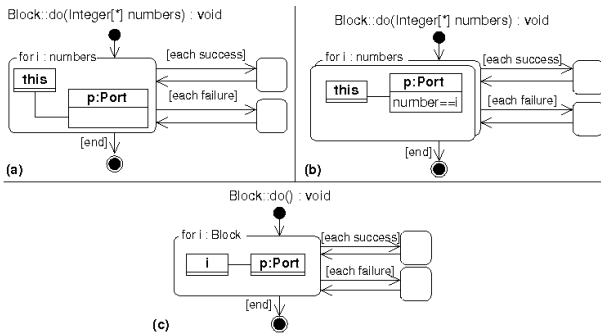 Block::do(Integer[*] numbers) : void
for i : numbers
this
p:Port
[each success]
[each failure]
[end]
(a)
Block::do(Integer[*] numbers) : void
for i : numbers
this
p:Port
number==i
[each success]
[each failure]
[end]
(b)
Block::do() : void
for i : Block
i
p:Port
[each success]
[each failure]
[end]
(c)